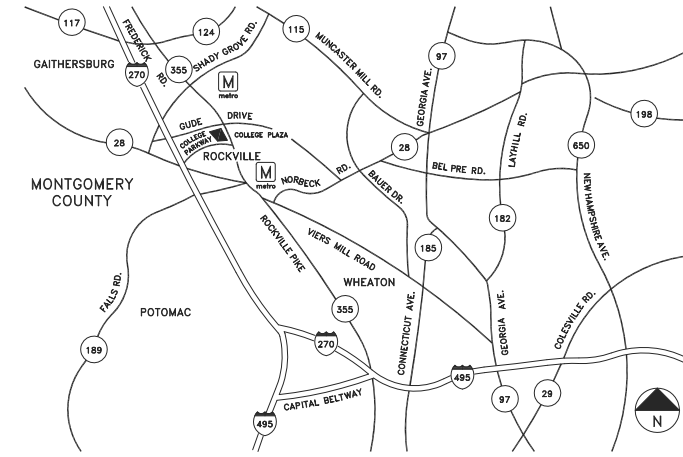 117
124
115
FREDERICK RD.
SHADY GROVE RD.
MUNCASTER MILL RD.
GAITHERSBURG
270
355
M
metro
97
GEORGIA AVE.
198
GUDE DRIVE
COLLEGE PARKWAY
COLLEGE PLAZA
28
28
650
LAYHILL RD.
ROCKVILLE
M
metro
NORBECK RD.
BEL PRE RD.
MONTGOMERY
COUNTY
BAUER DR.
NEW HAMPSHIRE AVE.
182
ROCKVILLE PIKE
VIERS MILL ROAD
185
FALLS RD.
WHEATON
POTOMAC
355
CONNECTICUT AVE.
GEORGIA AVE.
COLESVILLE RD.
189
270
495
CAPITAL BELTWAY
97
29
495
N